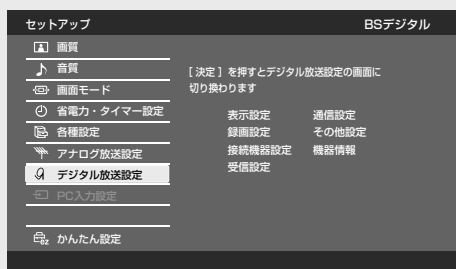 セットアップ BSデジタル
画質
音質
画面モード
省電力・タイマー設定
各種設定
アナログ放送設定
デジタル放送設定
PC入力設定
かんたん設定
[決定] を押すとデジタル放送設定の画面に
切り換わります
表示設定 通信設定
録画設定 その他設定
接続機器設定 機器情報
受信設定